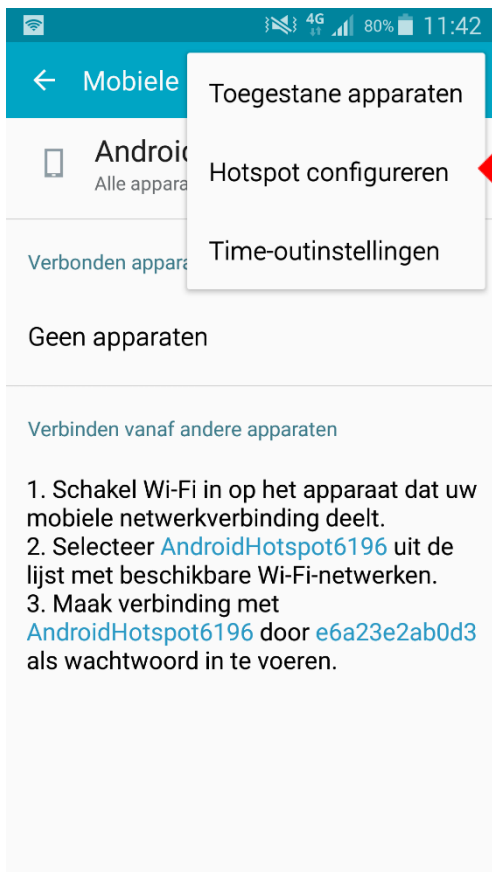 4G 80% 11:42
Mobiele
Toegestane apparaten
Hotspot configureren
Time-outinstellingen
Alle
Verbonden
Geen apparaten
Verbinden vanaf andere apparaten
1. Schakel Wi-Fi in op het apparaat dat uw
mobiele netwerkverbinding deelt.
2. Selecteer AndroidHotspot6196 uit de
lijst met beschikbare Wi-Fi-netwerken.
3. Maak verbinding met
AndroidHotspot6196 door e6a23e2ab0d3
als wachtwoord in te voeren.